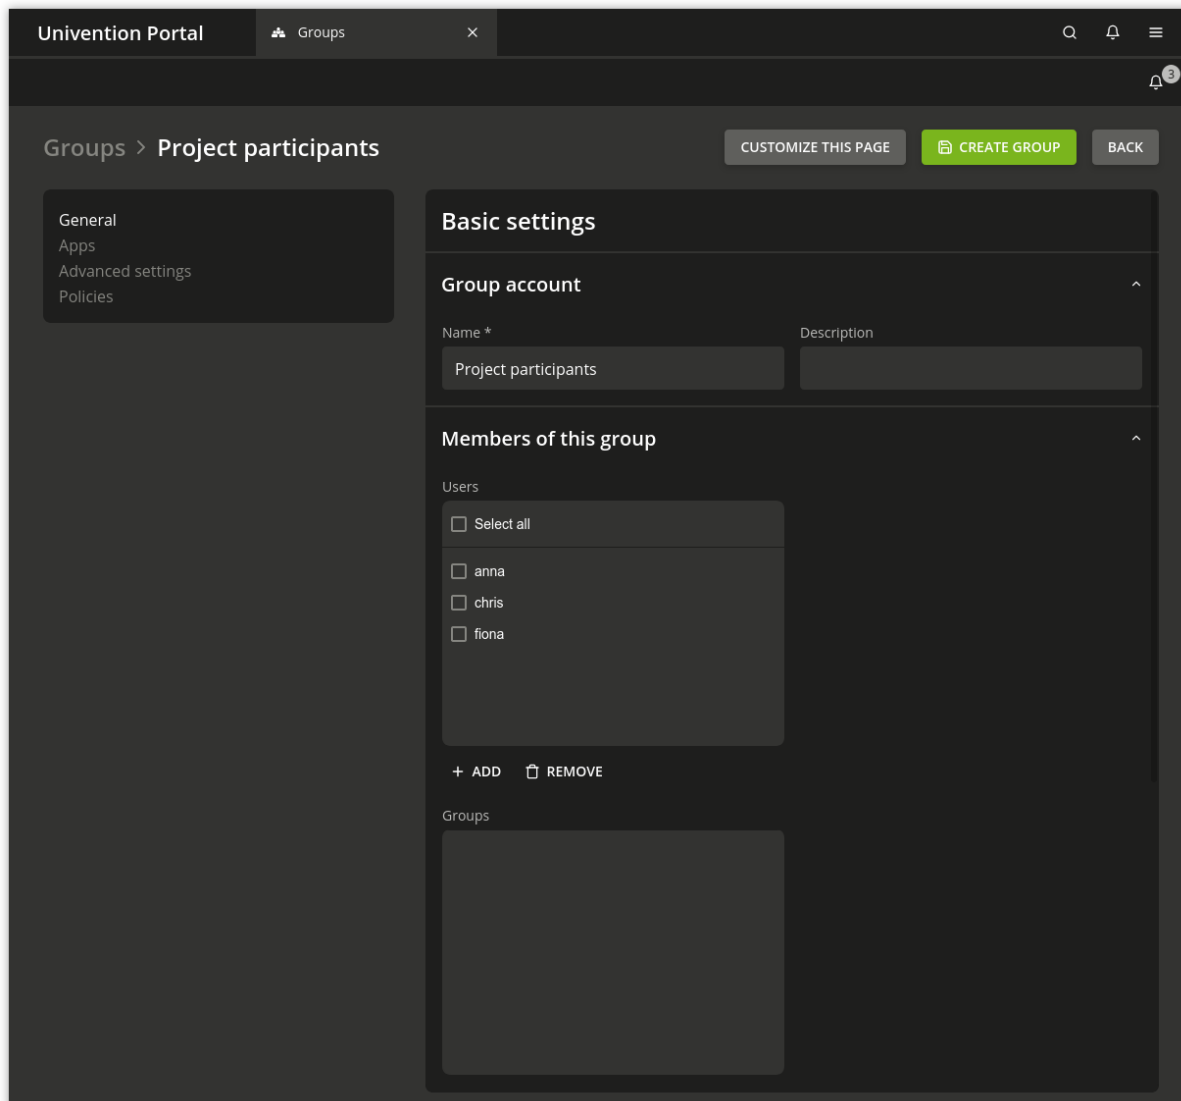 Univention Portal
Groups
3
Groups > Project participants
CUSTOMIZE THIS PAGE
CREATE GROUP
BACK
General
Apps
Advanced settings
Policies
Basic settings
Group account
Name *
Description
Project participants
Members of this group
Users
Select all
anna
chris
fiona
ADD
REMOVE
Groups